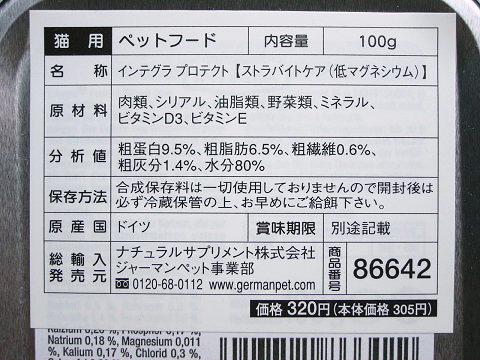 猫 用 ペットフード 内容量 100g
名 称 インテグラ プロテクト【ストラバイトケア(低マグネシウム)】
原 材 料 肉類、シリアル、油脂類、野菜類、ミネラル、
ビタミンD3、ビタミンE
分 析 値 粗蛋白9.5%、粗脂肪6.5%、粗繊維0.6%、
粗灰分1.4%、水分80%
保存方法 合成保存料は一切使用しておりませんので開封後は
必ず冷蔵保管の上、お早めにご給餌下さい。
原 産 国 ドイツ 賞味期限 別途記載
総輸入発売元 ナチュラルサプリメント株式会社
ジャーマンペット事業部
0120-68-0112 www.germanpet.com
商品番号 86642
価格 320円(本体価格 305円)
Natrium 0,18 %, Magnesium 0,011
%, Kalium 0,17 %, Chlorid 0,3 %,